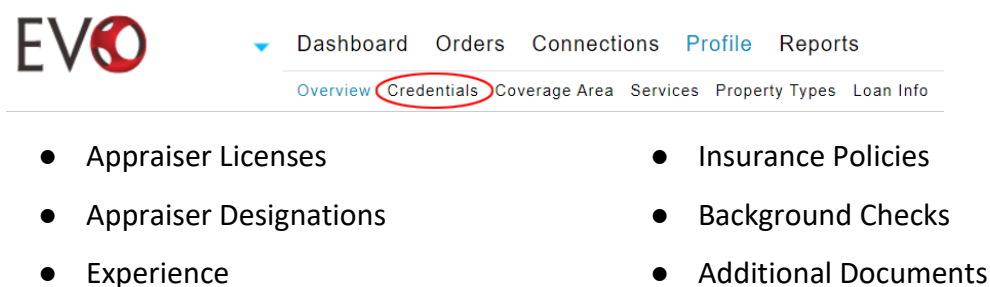 EVO
Dashboard Orders Connections Profile Reports
Overview Credentials Coverage Area Services Property Types Loan Info
● Appraiser Licenses
● Appraiser Designations
● Experience
● Insurance Policies
● Background Checks
● Additional Documents